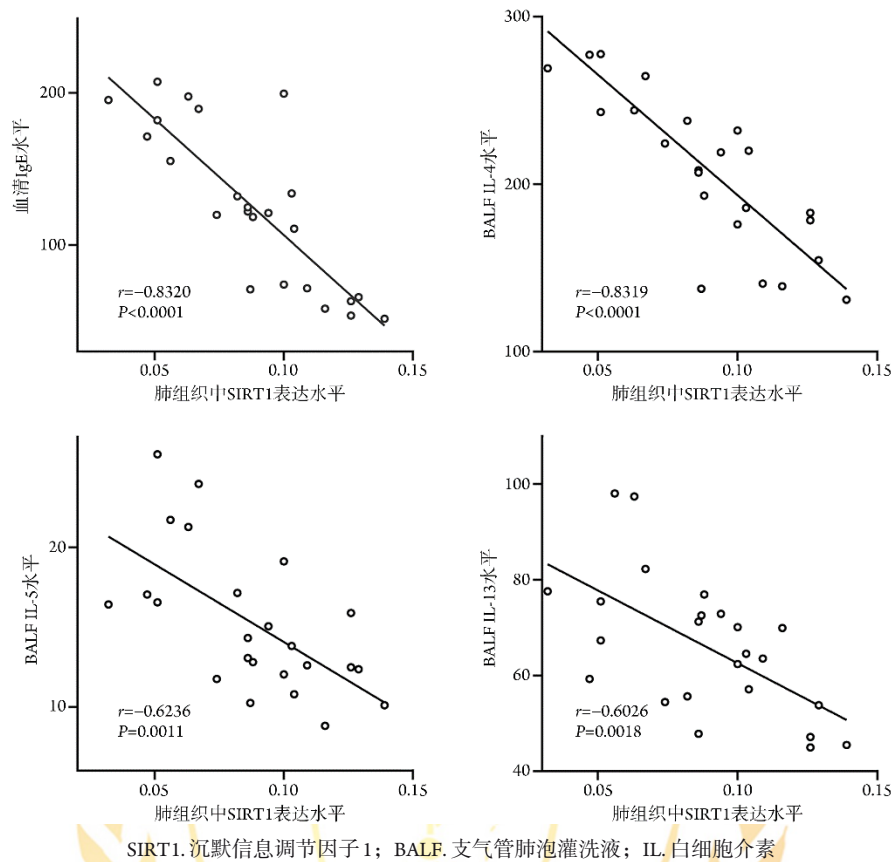 血清IgE水平
200
100
r=−0.8320
P<0.0001
0.05
0.10
0.15
肺组织中SIRT1表达水平
BALF IL-4水平
300
200
100
r=−0.8319
P<0.0001
0.05
0.10
0.15
肺组织中SIRT1表达水平
BALF IL-5水平
20
10
r=−0.6236
P=0.0011
0.05
0.10
0.15
肺组织中SIRT1表达水平
BALF IL-13水平
100
80
60
40
r=−0.6026
P=0.0018
0.05
0.10
0.15
肺组织中SIRT1表达水平
SIRT1. 沉默信息调节因子1；BALF. 支气管肺泡灌洗液；IL. 白细胞介素